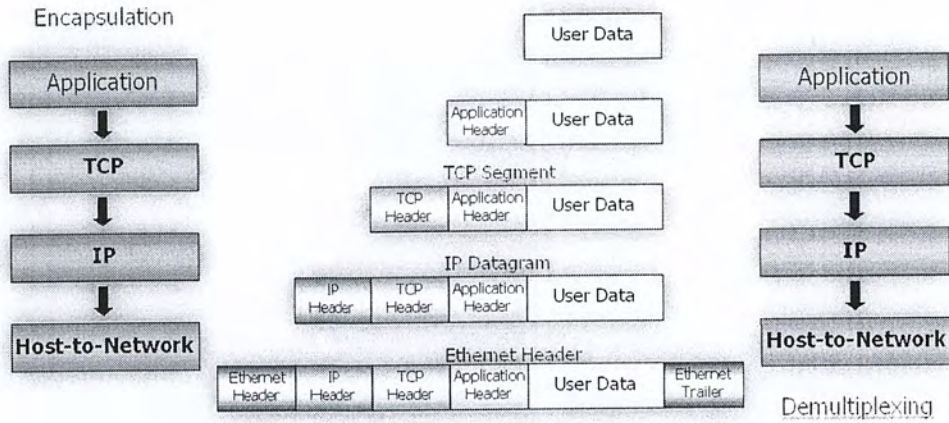 Encapsulation
Application
TCP
IP
Host-to-Network
User Data
Application
Header
User Data
TCP Segment
TCP
Header
Application
Header
User Data
IP Datagram
IP
Header
TCP
Header
Application
Header
User Data
Ethernet Header
Ethernet
Header
IP
Header
TCP
Header
Application
Header
User Data
Ethernet
Trailer
Application
TCP
IP
Host-to-Network
Demultiplexing